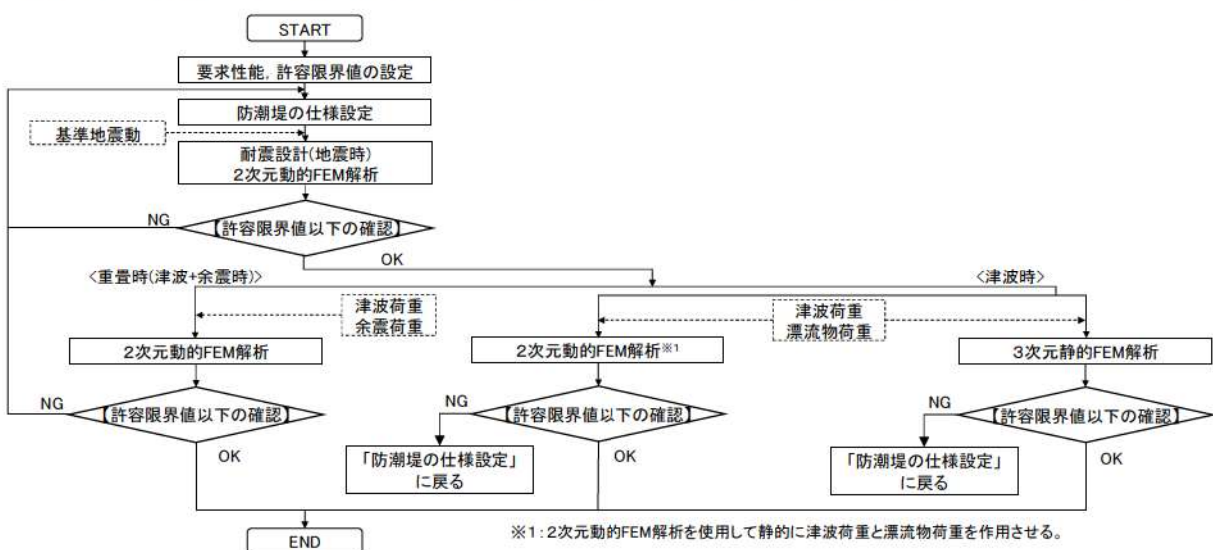 START
要求性能，許容限界値の設定
防潮堤の仕様設定
基準地震動
耐震設計(地震時)
2次元動的FEM解析
【許容限界値以下の確認】
NG
OK
<重畳時(津波+余震時)>
<津波時>
津波荷重
余震荷重
津波荷重
漂流物荷重
2次元動的FEM解析
2次元動的FEM解析※1
3次元静的FEM解析
【許容限界値以下の確認】
NG
OK
【許容限界値以下の確認】
NG
OK
【許容限界値以下の確認】
NG
OK
「防潮堤の仕様設定」
に戻る
「防潮堤の仕様設定」
に戻る
END
※1：2次元動的FEM解析を使用して静的に津波荷重と漂流物荷重を作用させる。